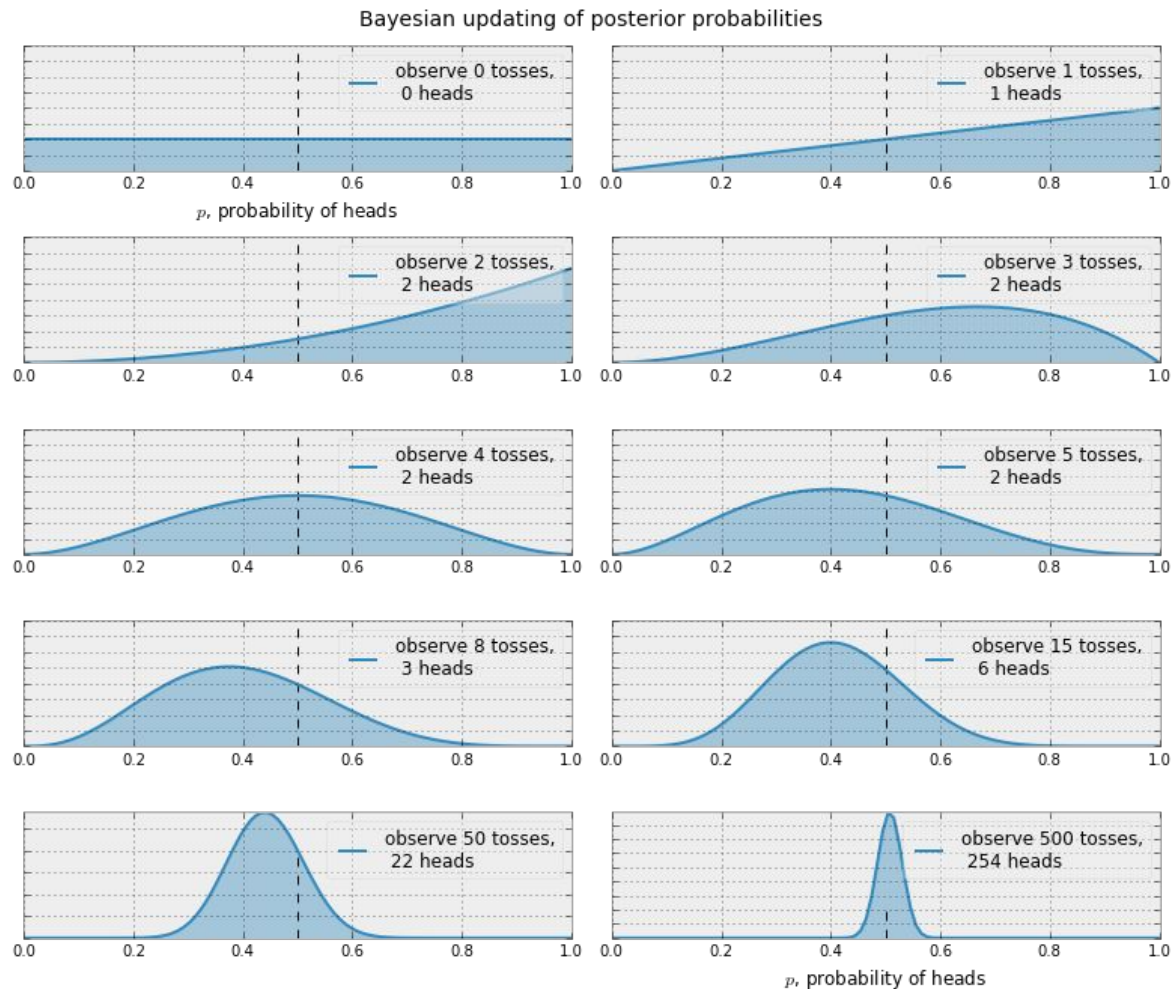 Bayesian updating of posterior probabilities
observe 0 tosses,
0 heads
0.0 0.2 0.4 0.6 0.8 1.0
p, probability of heads
observe 1 tosses,
1 heads
0.0 0.2 0.4 0.6 0.8 1.0
observe 2 tosses,
2 heads
0.0 0.2 0.4 0.6 0.8 1.0
observe 3 tosses,
2 heads
0.0 0.2 0.4 0.6 0.8 1.0
observe 4 tosses,
2 heads
0.0 0.2 0.4 0.6 0.8 1.0
observe 5 tosses,
2 heads
0.0 0.2 0.4 0.6 0.8 1.0
observe 8 tosses,
3 heads
0.0 0.2 0.4 0.6 0.8 1.0
observe 15 tosses,
6 heads
0.0 0.2 0.4 0.6 0.8 1.0
observe 50 tosses,
22 heads
0.0 0.2 0.4 0.6 0.8 1.0
observe 500 tosses,
254 heads
0.0 0.2 0.4 0.6 0.8 1.0
p, probability of heads